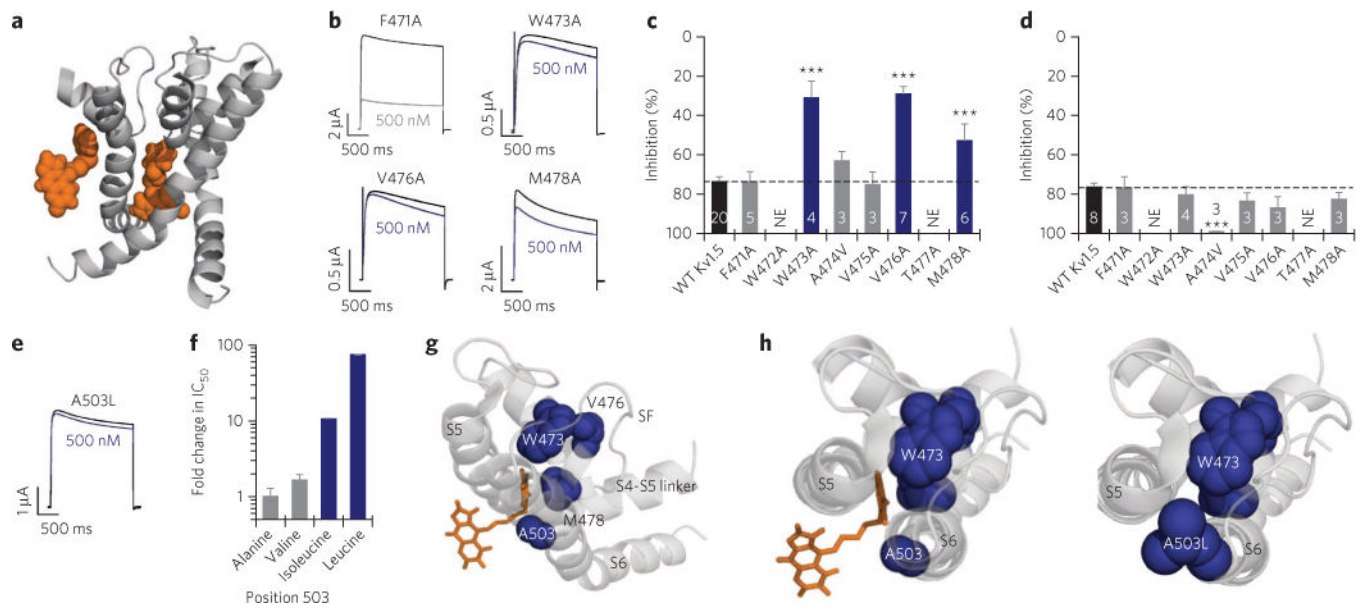 a
b
F471A
500 nM
2 µA
500 ms
W473A
500 nM
0.5 µA
500 ms
V476A
0.5 µA
500 ms
M478A
500 nM
2 µA
500 ms
c
Inhibition (%)
0
20
40
60
80
100
***
***
***
20
5
NE
4
3
3
7
NE
6
WT Kv1.5
F471A
W472A
W473A
A474V
V475A
V476A
T477A
M478A
d
Inhibition (%)
0
20
40
60
80
100
8
3
NE
4
3
***
3
3
NE
3
WT Kv1.5
F471A
W472A
W473A
A474V
V475A
V476A
T477A
M478A
e
A503L
500 nM
1 µA
500 ms
f
Fold change in IC50
100
10
1
Alanine
Valine
Isoleucine
Leucine
Position 503
g
V476
SF
W473
S5
S4-S5 linker
M478
A503
S6
h
W473
S5
S6
A503
W473
S5
A503L
S6